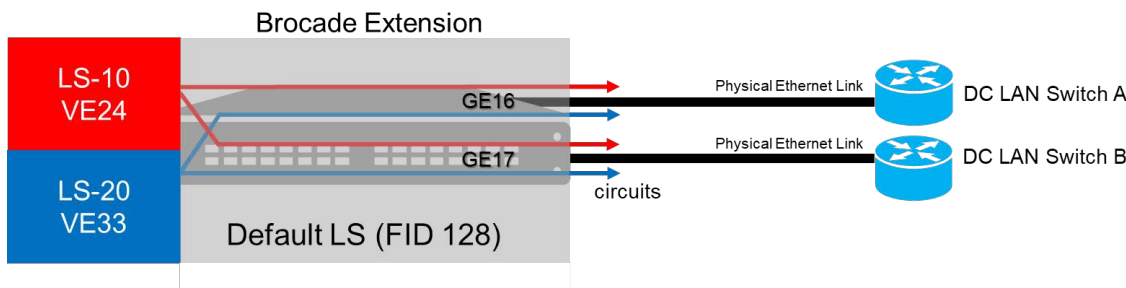 Brocade Extension
LS-10
VE24
GE16
Physical Ethernet Link
DC LAN Switch A
GE17
Physical Ethernet Link
DC LAN Switch B
circuits
LS-20
VE33
Default LS (FID 128)